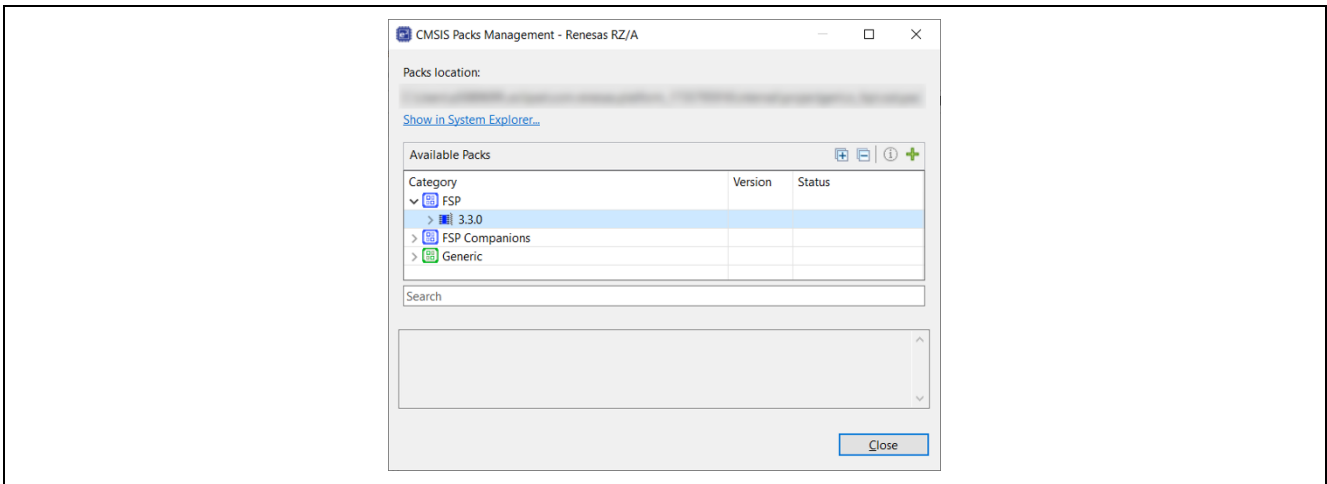 CMSIS Packs Management - Renesas RZ/A
Packs location:
Show in System Explorer...
Available Packs
Category Version Status
FSP
3.3.0
FSP Companions
Generic
Search
Close